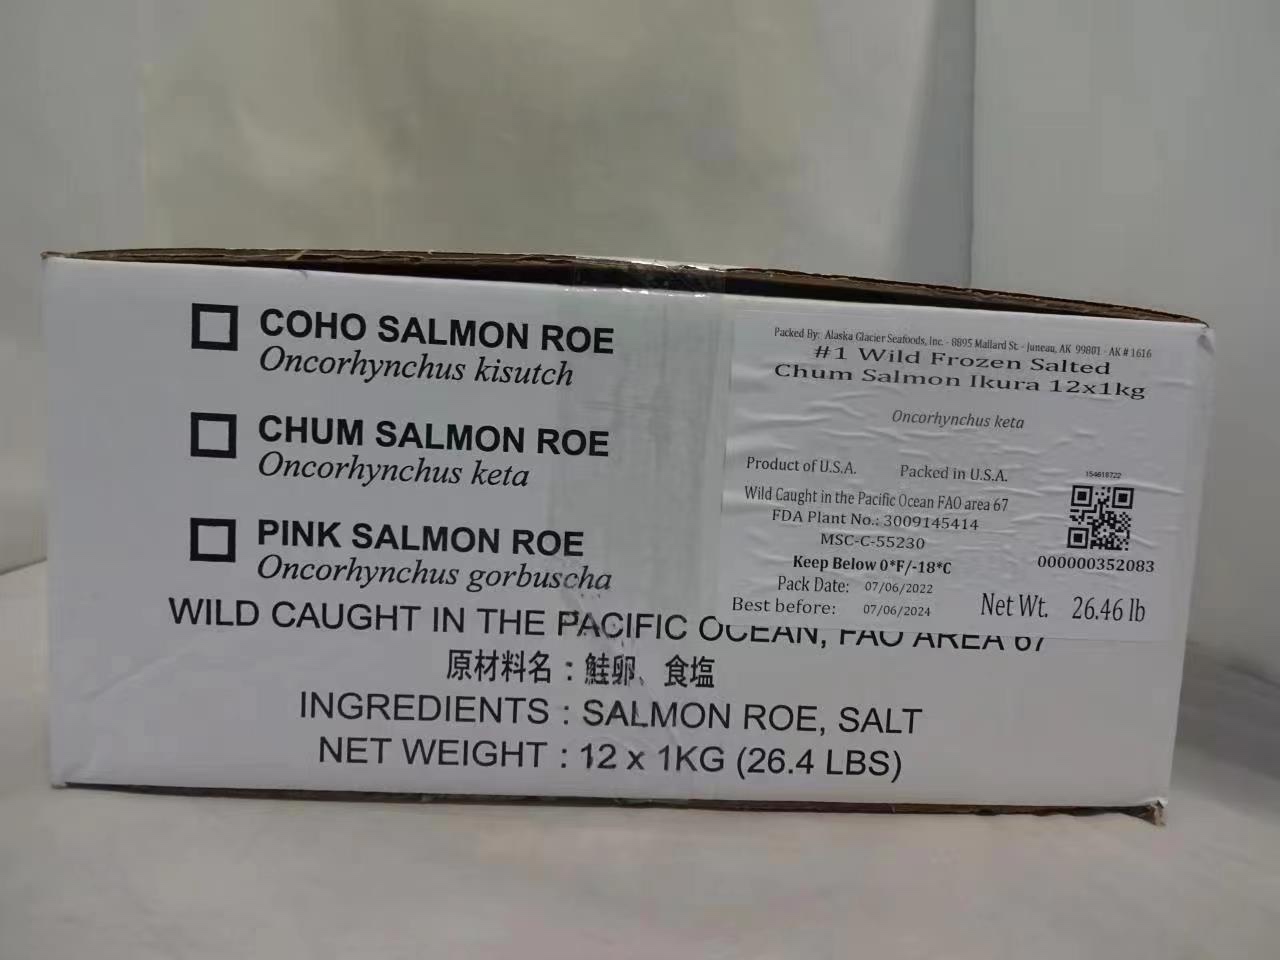 COHO SALMON ROE
Oncorhynchus kisutch
CHUM SALMON ROE
Oncorhynchus keta
PINK SALMON ROE
Oncorhynchus gorbuscha
WILD CAUGHT IN THE PACIFIC OCEAN, FAO AREA 67
原材料名：鮭卵、食塩
INGREDIENTS : SALMON ROE, SALT
NET WEIGHT : 12 x 1KG (26.4 LBS)
Packed By: Alaska Glacier Seafoods, Inc. - 8895 Mallard St. - Juneau, AK 99801 - AK # 1616
#1 Wild Frozen Salted
Chum Salmon Ikura 12x1kg
Oncorhynchus keta
Product of U.S.A. Packed in U.S.A.
Wild Caught in the Pacific Ocean FAO area 67
FDA Plant No.: 3009145414
MSC-C-55230
Keep Below 0*F/-18*C
Pack Date: 07/06/2022
Best before: 07/06/2024
154618722
000000352083
Net Wt. 26.46 lb